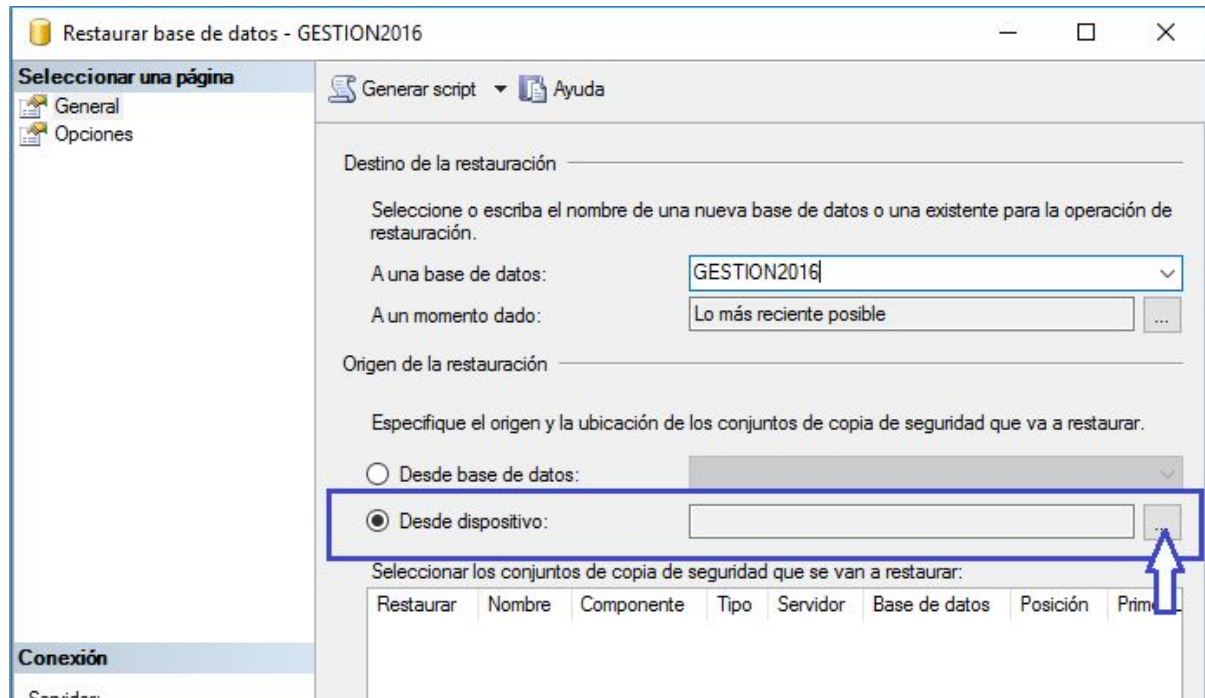 Restaurar base de datos - GESTION2016
Seleccionar una página
General
Opciones
Generar script
Ayuda
Destino de la restauración
Seleccione o escriba el nombre de una nueva base de datos o una existente para la operación de
restauración.
A una base de datos:
GESTION2016
A un momento dado:
Lo más reciente posible
...
Origen de la restauración
Especifique el origen y la ubicación de los conjuntos de copia de seguridad que va a restaurar.
Desde base de datos:
Desde dispositivo:
...
Seleccionar los conjuntos de copia de seguridad que se van a restaurar:
Restaurar Nombre Componente Tipo Servidor Base de datos Posición
Conexión
Servidor: